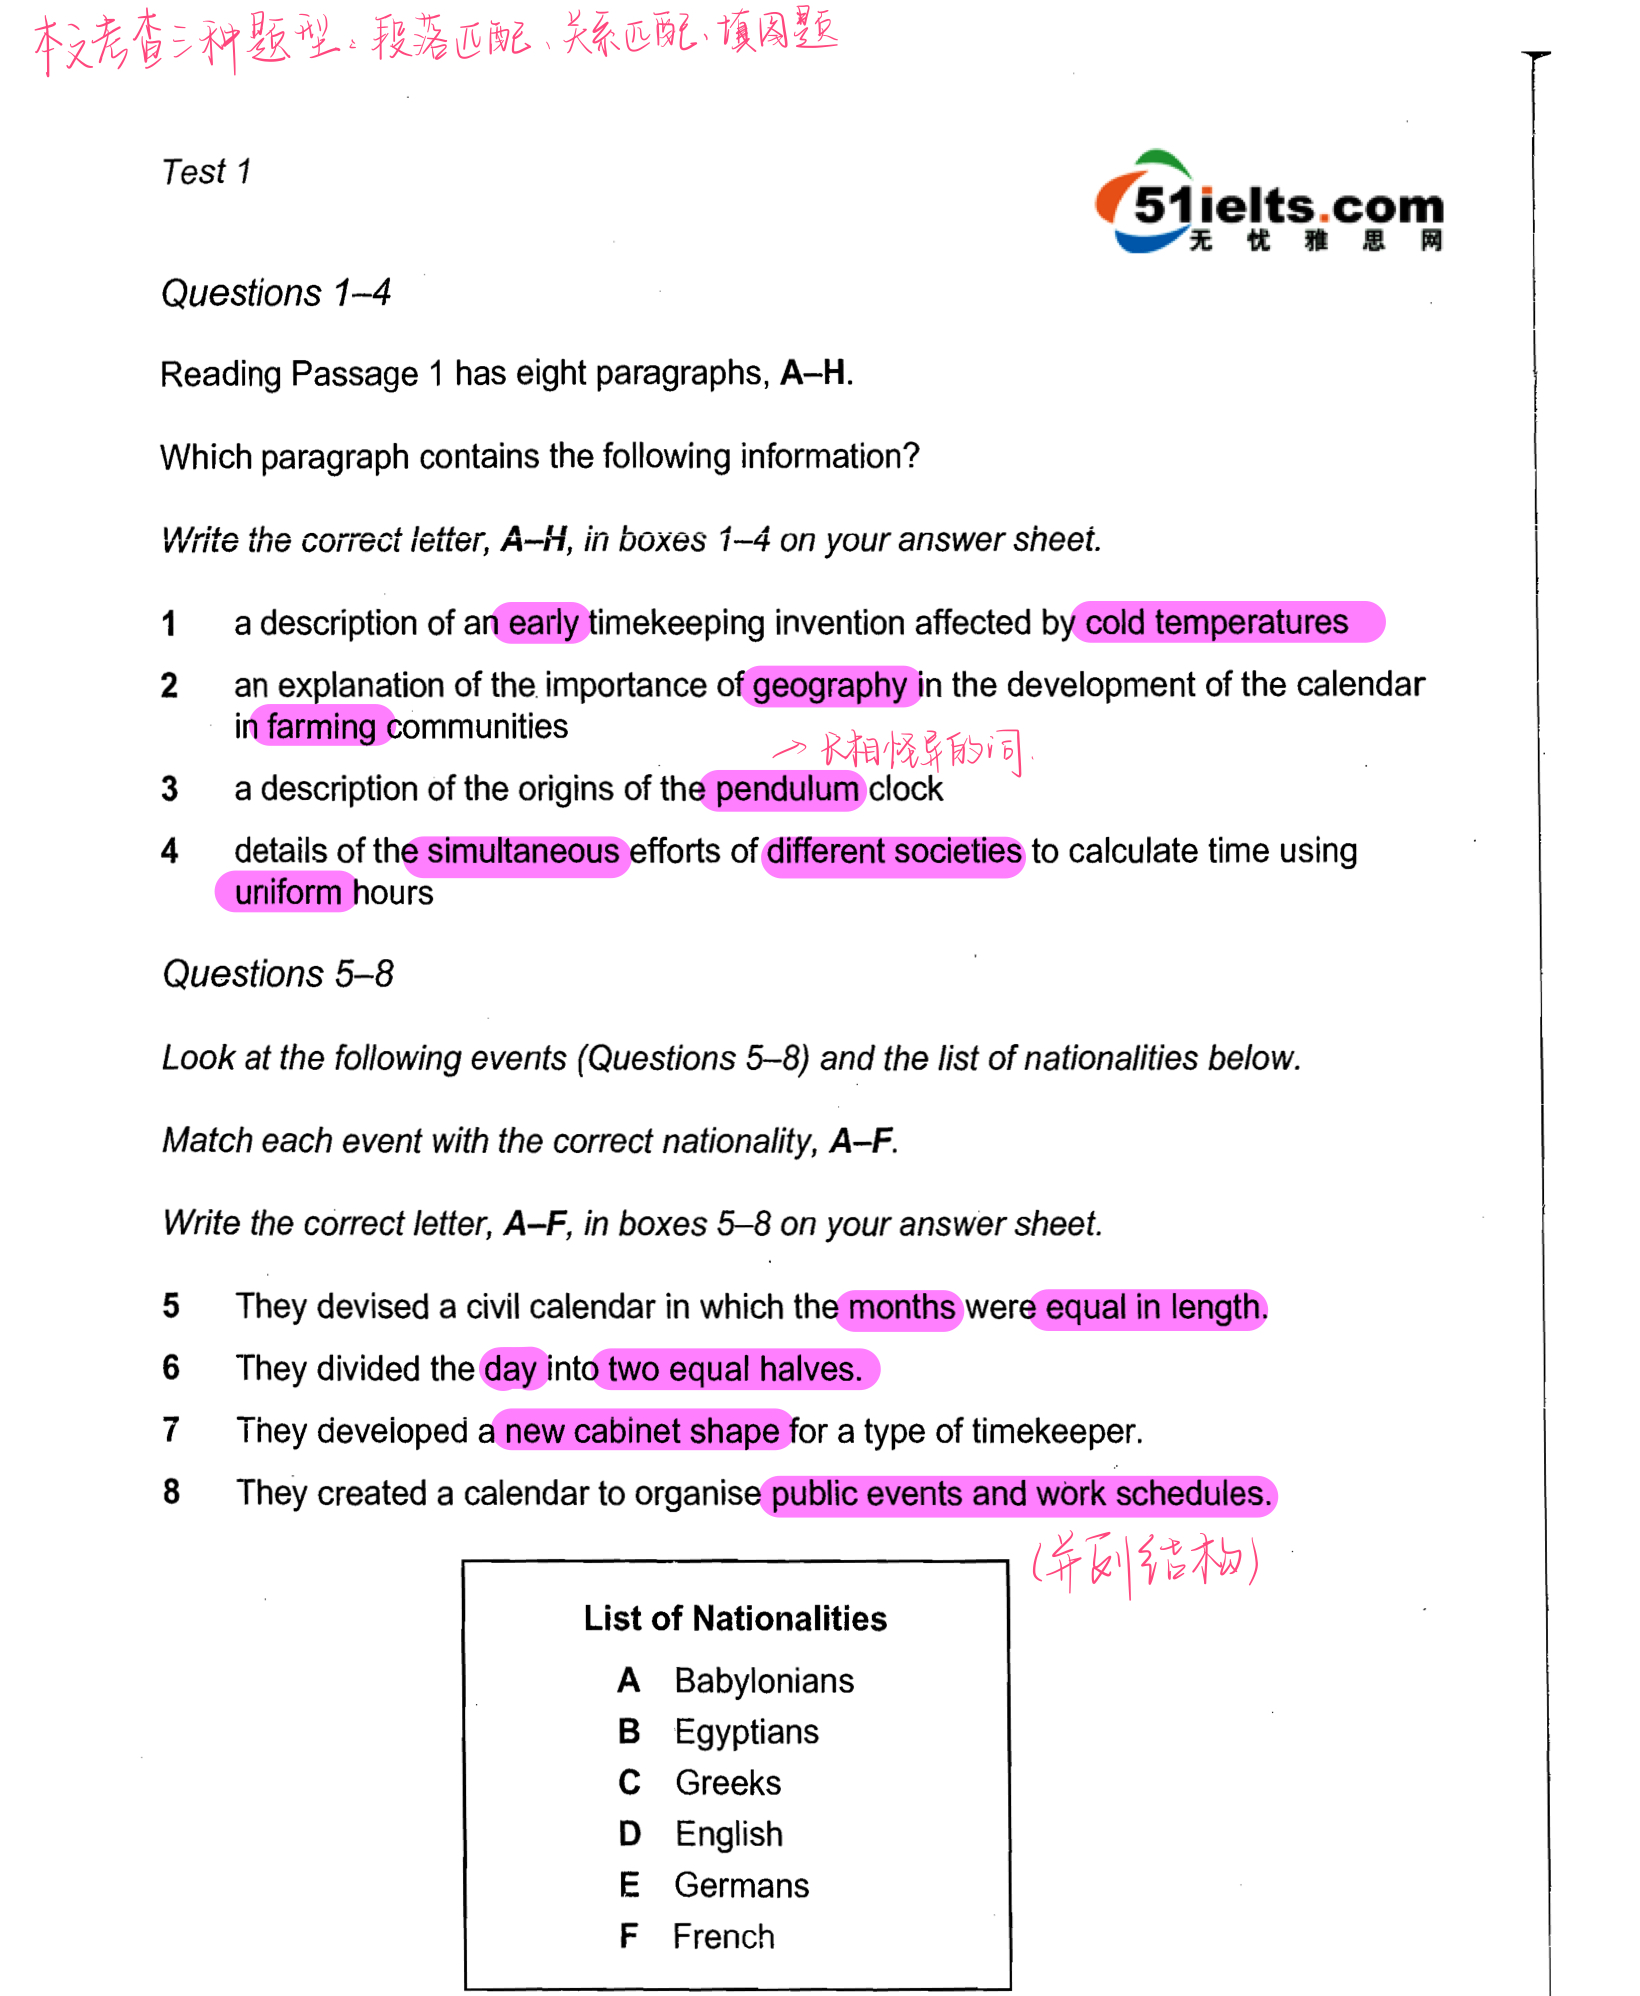 本文考查三种题型：段落匹配、关系匹配、填图题
Test 1
51ielts.com
无忧雅思网
Questions 1–4
Reading Passage 1 has eight paragraphs, A–H.
Which paragraph contains the following information?
Write the correct letter, A–H, in boxes 1–4 on your answer sheet.
1 a description of an early timekeeping invention affected by cold temperatures
2 an explanation of the importance of geography in the development of the calendar
in farming communities
→ 长相怪异的词.
3 a description of the origins of the pendulum clock
4 details of the simultaneous efforts of different societies to calculate time using
uniform hours
Questions 5–8
Look at the following events (Questions 5–8) and the list of nationalities below.
Match each event with the correct nationality, A–F.
Write the correct letter, A–F, in boxes 5–8 on your answer sheet.
5 They devised a civil calendar in which the months were equal in length.
6 They divided the day into two equal halves.
7 They developed a new cabinet shape for a type of timekeeper.
8 They created a calendar to organise public events and work schedules.
(并列结构)
List of Nationalities
A Babylonians
B Egyptians
C Greeks
D English
E Germans
F French